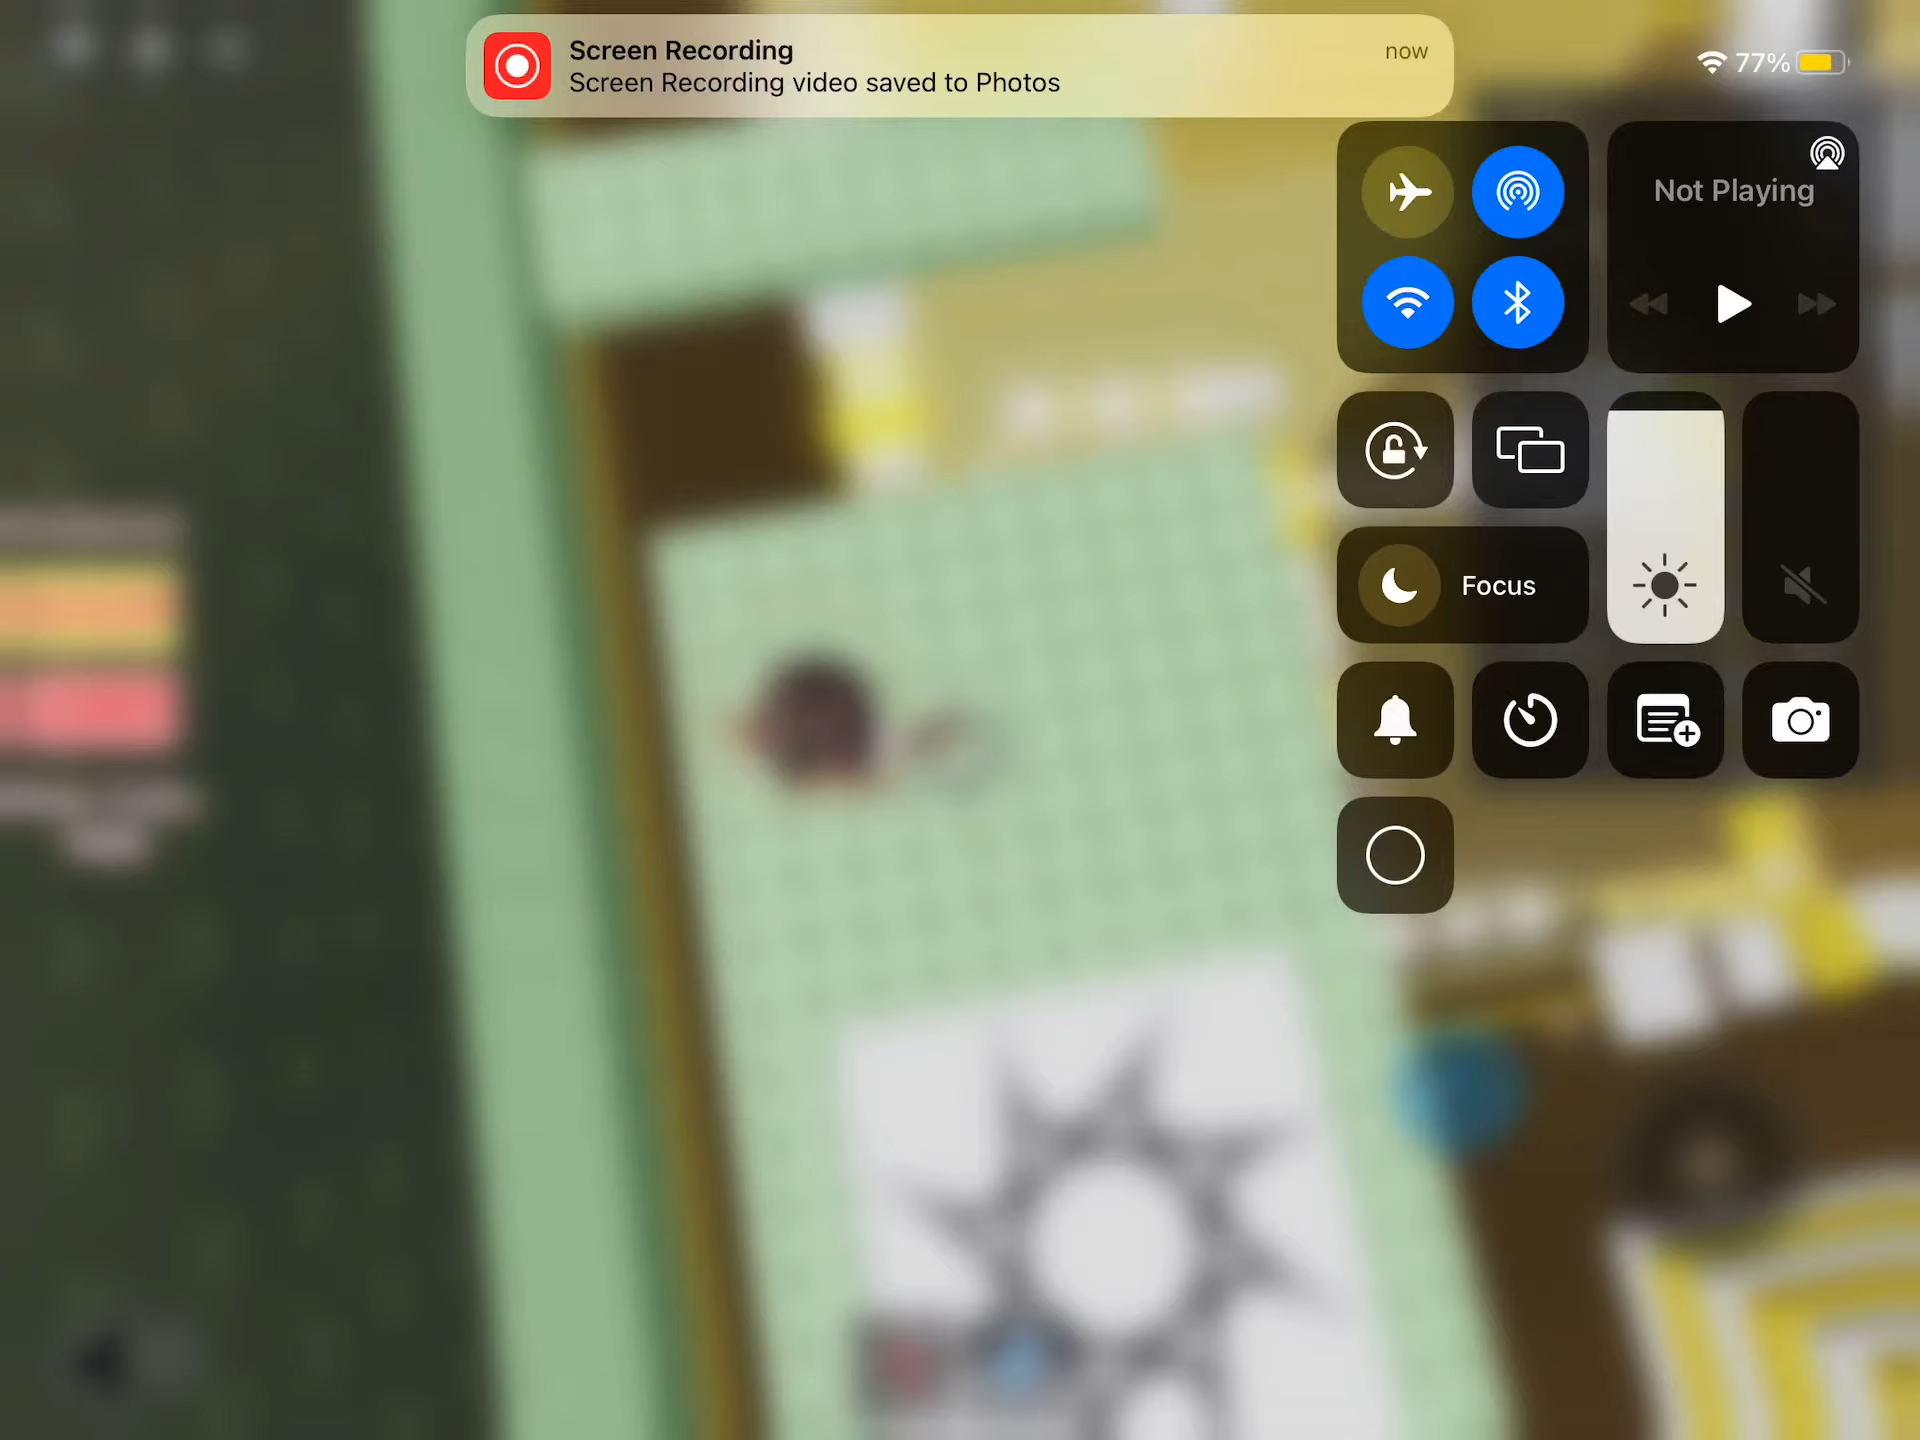 Screen Recording
now
Screen Recording video saved to Photos
77%
Not Playing
Focus